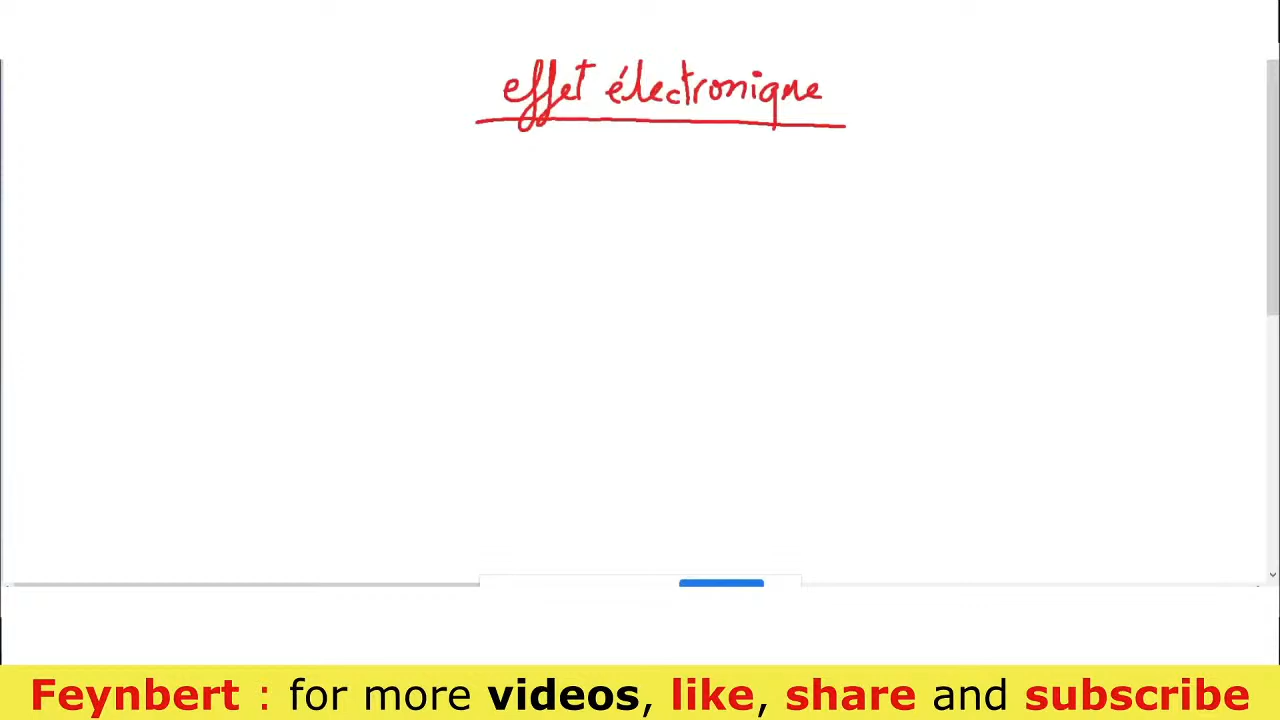 effet électronique
Feynbert : for more videos, like, share and subscribe